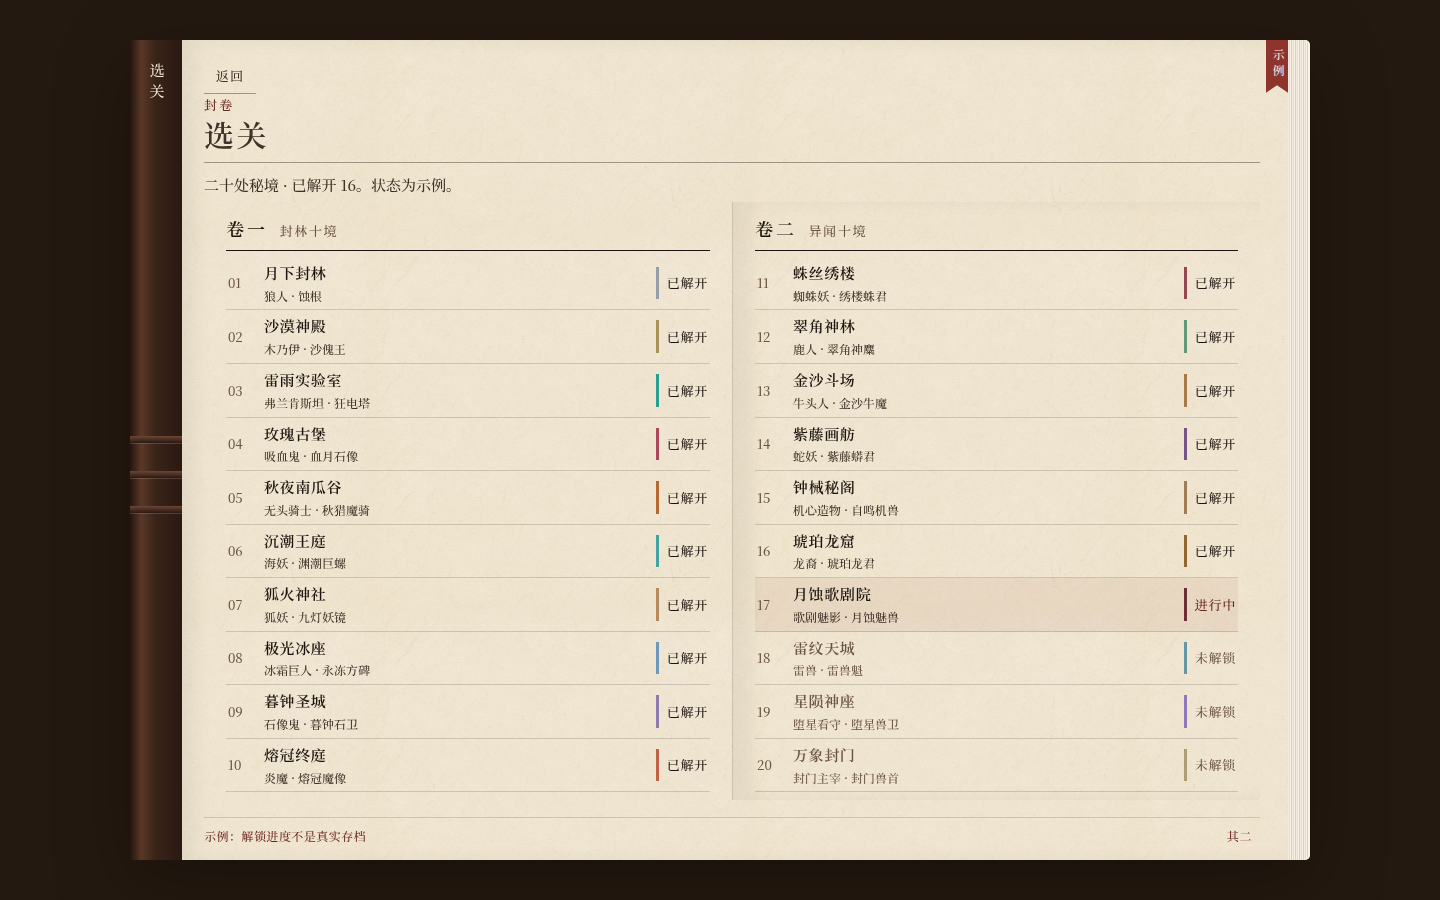 选关
示例
返回
封卷
选关
二十处秘境 · 已解开 16。状态为示例。
卷一 封林十境
01 月下封林 已解开
狼人 · 蚀根
02 沙漠神殿 已解开
木乃伊 · 沙傀王
03 雷雨实验室 已解开
弗兰肯斯坦 · 狂电塔
04 玫瑰古堡 已解开
吸血鬼 · 血月石像
05 秋夜南瓜谷 已解开
无头骑士 · 秋猎魔骑
06 沉潮王庭 已解开
海妖 · 渊潮巨螺
07 狐火神社 已解开
狐妖 · 九灯妖镜
08 极光冰座 已解开
冰霜巨人 · 永冻方碑
09 暮钟圣城 已解开
石像鬼 · 暮钟石卫
10 熔冠终庭 已解开
炎魔 · 熔冠魔像
卷二 异闻十境
11 蛛丝绣楼 已解开
蜘蛛妖 · 绣楼蛛君
12 翠角神林 已解开
鹿人 · 翠角神麋
13 金沙斗场 已解开
牛头人 · 金沙牛魔
14 紫藤画舫 已解开
蛇妖 · 紫藤蟒君
15 钟械秘阁 已解开
机心造物 · 自鸣机兽
16 琥珀龙窟 已解开
龙裔 · 琥珀龙君
17 月蚀歌剧院 进行中
歌剧魅影 · 月蚀魅兽
18 雷纹天城 未解锁
雷兽 · 雷兽魁
19 星陨神座 未解锁
堕星看守 · 堕星兽卫
20 万象封门 未解锁
封门主宰 · 封门兽首
示例：解锁进度不是真实存档
其二